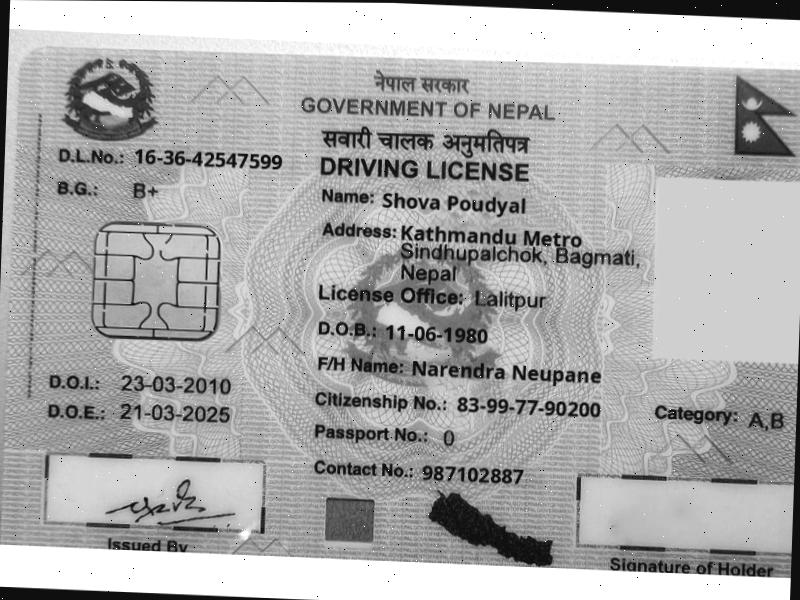 नेपाल सरकार
GOVERNMENT OF NEPAL
सवारी चालक अनुमतिपत्र
DRIVING LICENSE
D.L.No.: 16-36-42547599
B.G.: B+
Name: Shova Poudyal
Address: Kathmandu Metro
Sindhupalchok, Bagmati,
Nepal
License Office: Lalitpur
D.O.B.: 11-06-1980
F/H Name: Narendra Neupane
D.O.I.: 23-03-2010
D.O.E.: 21-03-2025
Citizenship No.: 83-99-77-90200
Category: A,B
Passport No.: 0
Contact No.: 987102887
Issued By
Signature of Holder